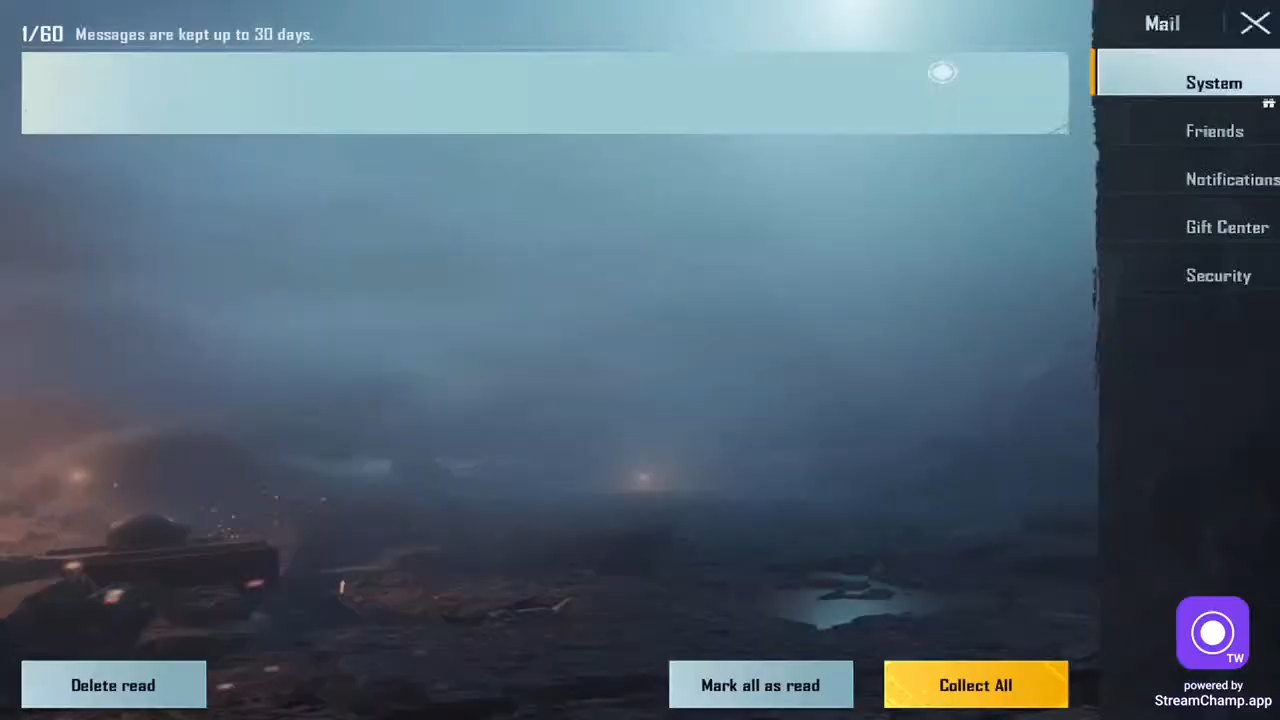 1/60 Messages are kept up to 30 days.
Mail
System
Friends
Notifications
Gift Center
Security
Delete read
Mark all as read
Collect All
TW
powered by
StreamChamp.app